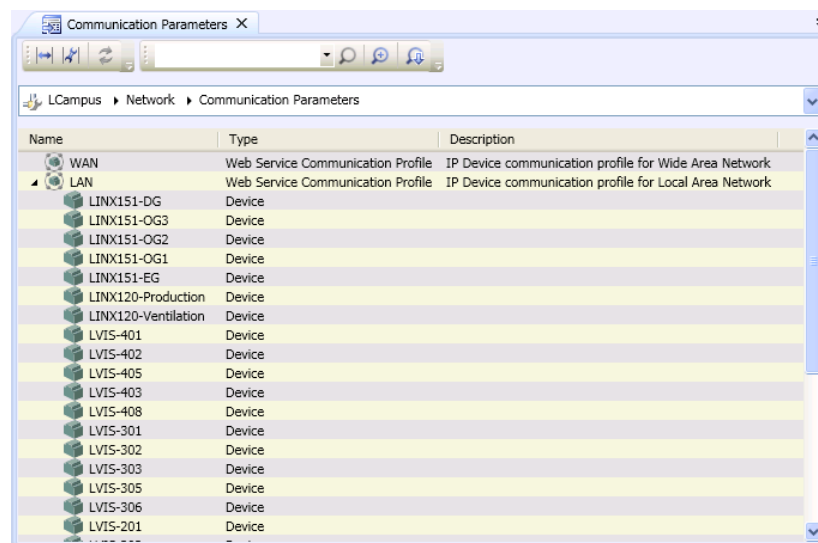 Communication Parameters
LCampus Network Communication Parameters
Name Type Description
WAN Web Service Communication Profile IP Device communication profile for Wide Area Network
LAN Web Service Communication Profile IP Device communication profile for Local Area Network
LINX151-DG Device
LINX151-OG3 Device
LINX151-OG2 Device
LINX151-OG1 Device
LINX151-EG Device
LINX120-Production Device
LINX120-Ventilation Device
LVIS-401 Device
LVIS-402 Device
LVIS-405 Device
LVIS-403 Device
LVIS-408 Device
LVIS-301 Device
LVIS-302 Device
LVIS-303 Device
LVIS-305 Device
LVIS-306 Device
LVIS-201 Device